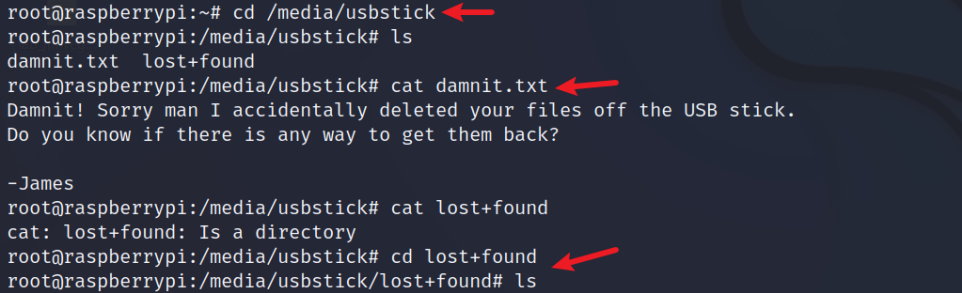 root@raspberrypi:~# cd /media/usbstick
root@raspberrypi:/media/usbstick# ls
damnit.txt  lost+found
root@raspberrypi:/media/usbstick# cat damnit.txt
Damnit! Sorry man I accidentally deleted your files off the USB stick.
Do you know if there is any way to get them back?

-James
root@raspberrypi:/media/usbstick# cat lost+found
cat: lost+found: Is a directory
root@raspberrypi:/media/usbstick# cd lost+found
root@raspberrypi:/media/usbstick/lost+found# ls